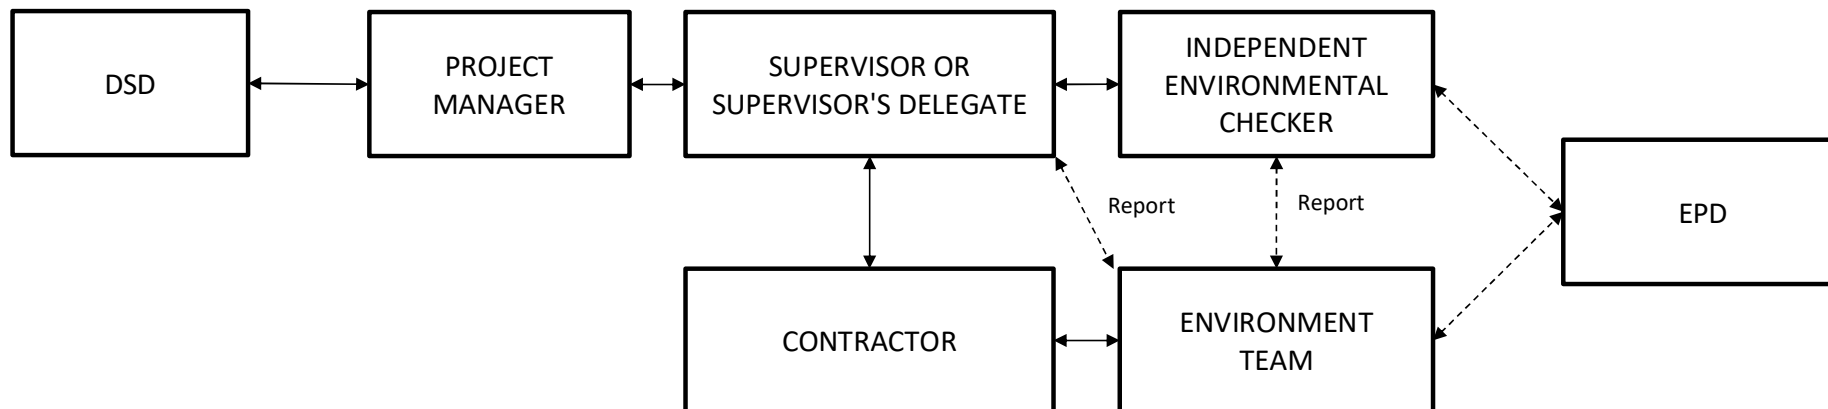 DSD
PROJECT
MANAGER
SUPERVISOR OR
SUPERVISOR'S DELEGATE
INDEPENDENT
ENVIRONMENTAL
CHECKER
Report
Report
EPD
CONTRACTOR
ENVIRONMENT
TEAM